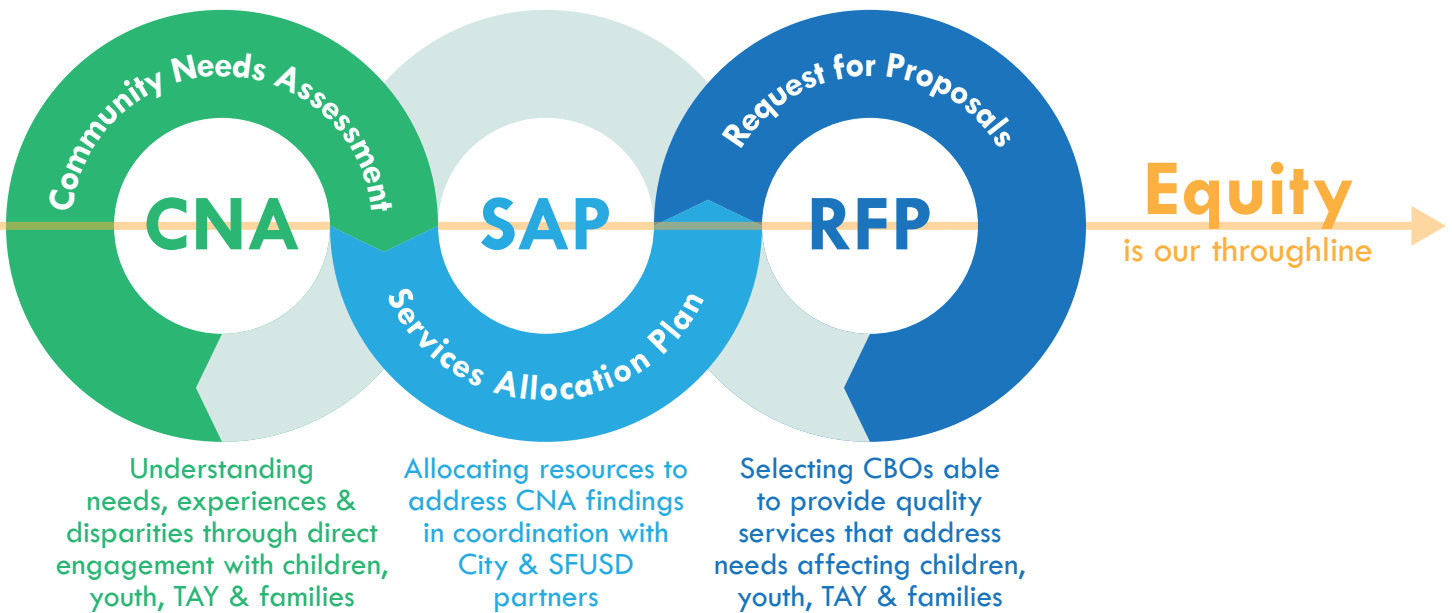 Community Needs Assessment
CNA
Understanding
needs, experiences &
disparities through direct
engagement with children,
youth, TAY & families
SAP
Services Allocation Plan
Allocating resources to
address CNA findings
in coordination with
City & SFUSD
partners
Request for Proposals
RFP
Selecting CBOs able
to provide quality
services that address
needs affecting children,
youth, TAY & families
Equity
is our throughline